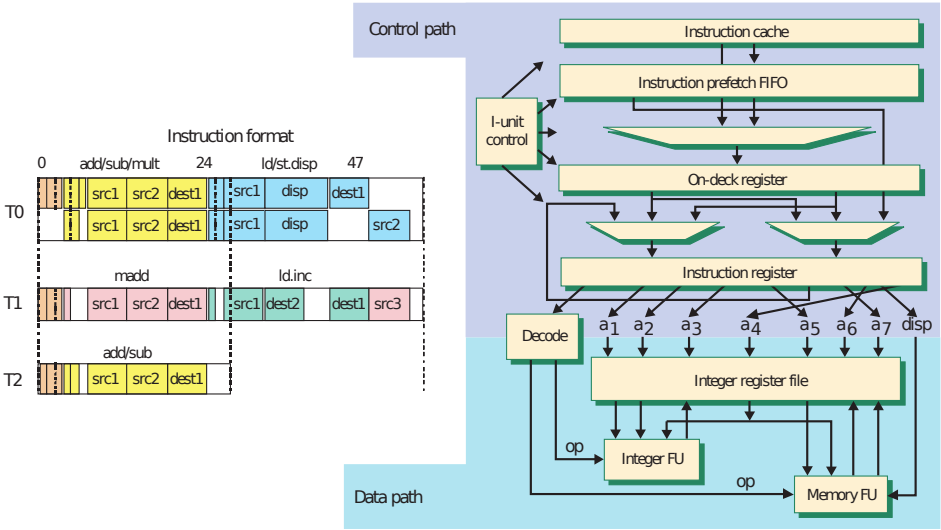 Control path
Instruction cache
Instruction prefetch FIFO
I-unit
control
On-deck register
Instruction register
a1 a2 a3 a4 a5 a6 a7 disp
Decode
Integer register file
op
Integer FU
op
Memory FU
Data path
Instruction format
0 add/sub/mult 24 ld/st.disp 47
T0
src1 src2 dest1 src1 disp dest1
src1 src2 dest1 src1 disp src2
madd ld.inc
T1
src1 src2 dest1 src1 dest2 dest1 src3
add/sub
T2
src1 src2 dest1